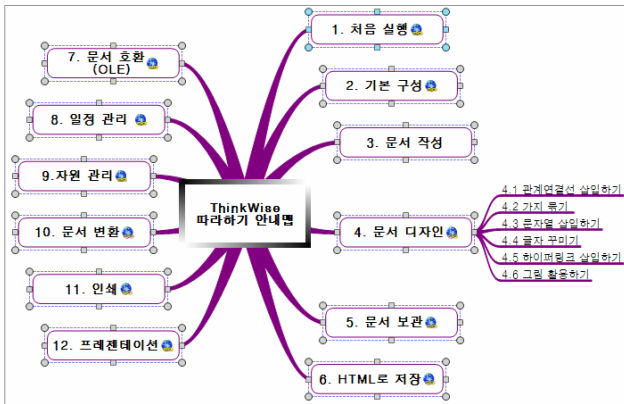 ThinkWise
따라하기 안내맵
1. 처음 실행
2. 기본 구성
3. 문서 작성
4. 문서 디자인
4.1 관계연결선 삽입하기
4.2 가지 묶기
4.3 문자열 삽입하기
4.4 글자 꾸미기
4.5 하이퍼링크 삽입하기
4.6 그림 활용하기
5. 문서 보관
6. HTML로 저장
7. 문서 호환
(OLE)
8. 일정 관리
9.자원 관리
10. 문서 변환
11. 인쇄
12. 프레젠테이션